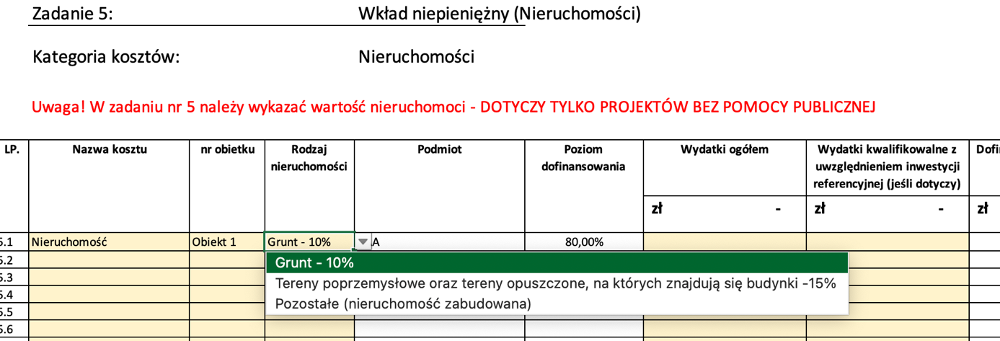 Zadanie 5: Wkład niepieniężny (Nieruchomości)
Kategoria kosztów: Nieruchomości
Uwaga! W zadaniu nr 5 należy wykazać wartość nieruchomoci - DOTYCZY TYLKO PROJEKTÓW BEZ POMOCY PUBLICZNEJ
LP. Nazwa kosztu nr obietku Rodzaj Podmiot Poziom Wydatki ogółem Wydatki kwalifikowalne z
nieruchomości dofinansowania uwzględnieniem inwestycji
referencyjnej (jeśli dotyczy)
zł - zł - zł
5.1 Nieruchomość Obiekt 1 Grunt - 10% A 80,00%
5.2 Grunt - 10%
5.3 Tereny poprzemysłowe oraz tereny opuszczone, na których znajdują się budynki -15%
5.4 Pozostałe (nieruchomość zabudowana)
5.5
5.6